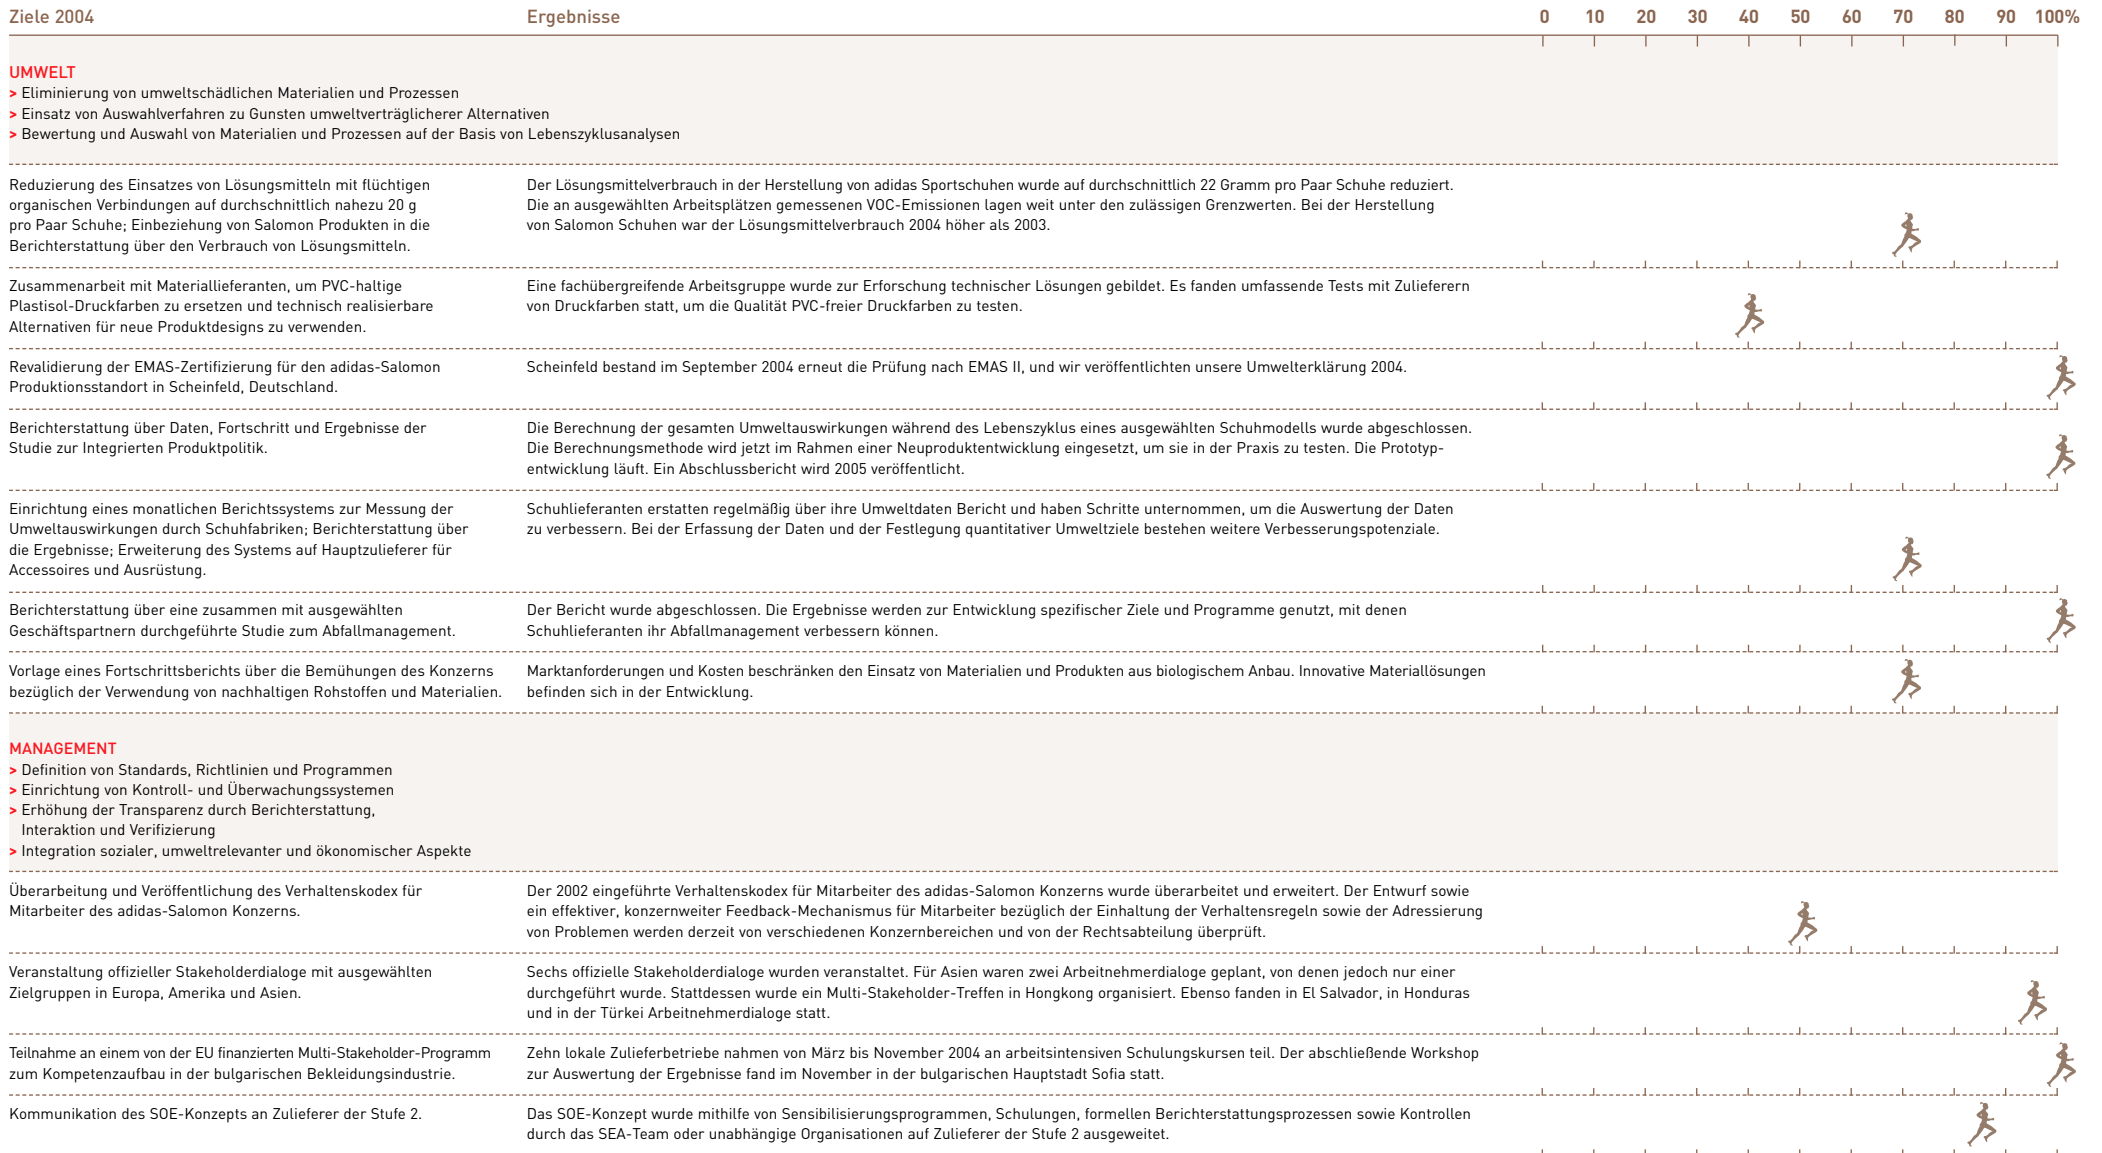 Ziele 2004 Ergebnisse 0 10 20 30 40 50 60 70 80 90 100%
UMWELT
> Eliminierung von umweltschädlichen Materialien und Prozessen
> Einsatz von Auswahlverfahren zu Gunsten umweltverträglicherer Alternativen
> Bewertung und Auswahl von Materialien und Prozessen auf der Basis von Lebenszyklusanalysen
Reduzierung des Einsatzes von Lösungsmitteln mit flüchtigen
organischen Verbindungen auf durchschnittlich nahezu 20 g
pro Paar Schuhe; Einbeziehung von Salomon Produkten in die
Berichterstattung über den Verbrauch von Lösungsmitteln.
Der Lösungsmittelverbrauch in der Herstellung von adidas Sportschuhen wurde auf durchschnittlich 22 Gramm pro Paar Schuhe reduziert.
Die an ausgewählten Arbeitsplätzen gemessenen VOC-Emissionen lagen weit unter den zulässigen Grenzwerten. Bei der Herstellung
von Salomon Schuhen war der Lösungsmittelverbrauch 2004 höher als 2003.
Zusammenarbeit mit Materiallieferanten, um PVC-haltige
Plastisol-Druckfarben zu ersetzen und technisch realisierbare
Alternativen für neue Produktdesigns zu verwenden.
Eine fachübergreifende Arbeitsgruppe wurde zur Erforschung technischer Lösungen gebildet. Es fanden umfassende Tests mit Zulieferern
von Druckfarben statt, um die Qualität PVC-freier Druckfarben zu testen.
Revalidierung der EMAS-Zertifizierung für den adidas-Salomon
Produktionsstandort in Scheinfeld, Deutschland.
Scheinfeld bestand im September 2004 erneut die Prüfung nach EMAS II, und wir veröffentlichten unsere Umwelterklärung 2004.
Berichterstattung über Daten, Fortschritt und Ergebnisse der
Studie zur Integrierten Produktpolitik.
Die Berechnung der gesamten Umweltauswirkungen während des Lebenszyklus eines ausgewählten Schuhmodells wurde abgeschlossen.
Die Berechnungsmethode wird jetzt im Rahmen einer Neuproduktentwicklung eingesetzt, um sie in der Praxis zu testen. Die Prototyp-
entwicklung läuft. Ein Abschlussbericht wird 2005 veröffentlicht.
Einrichtung eines monatlichen Berichtssystems zur Messung der
Umweltauswirkungen durch Schuhfabriken; Berichterstattung über
die Ergebnisse; Erweiterung des Systems auf Hauptzulieferer für
Accessoires und Ausrüstung.
Schuhlieferanten erstatten regelmäßig über ihre Umweltdaten Bericht und haben Schritte unternommen, um die Auswertung der Daten
zu verbessern. Bei der Erfassung der Daten und der Festlegung quantitativer Umweltziele bestehen weitere Verbesserungspotenziale.
Berichterstattung über eine zusammen mit ausgewählten
Geschäftspartnern durchgeführte Studie zum Abfallmanagement.
Der Bericht wurde abgeschlossen. Die Ergebnisse werden zur Entwicklung spezifischer Ziele und Programme genutzt, mit denen
Schuhlieferanten ihr Abfallmanagement verbessern können.
Vorlage eines Fortschrittsberichts über die Bemühungen des Konzerns
bezüglich der Verwendung von nachhaltigen Rohstoffen und Materialien.
Marktanforderungen und Kosten beschränken den Einsatz von Materialien und Produkten aus biologischem Anbau. Innovative Materiallösungen
befinden sich in der Entwicklung.
MANAGEMENT
> Definition von Standards, Richtlinien und Programmen
> Einrichtung von Kontroll- und Überwachungssystemen
> Erhöhung der Transparenz durch Berichterstattung,
Interaktion und Verifizierung
> Integration sozialer, umweltrelevanter und ökonomischer Aspekte
Überarbeitung und Veröffentlichung des Verhaltenskodex für
Mitarbeiter des adidas-Salomon Konzerns.
Der 2002 eingeführte Verhaltenskodex für Mitarbeiter des adidas-Salomon Konzerns wurde überarbeitet und erweitert. Der Entwurf sowie
ein effektiver, konzernweiter Feedback-Mechanismus für Mitarbeiter bezüglich der Einhaltung der Verhaltensregeln sowie der Adressierung
von Problemen werden derzeit von verschiedenen Konzernbereichen und von der Rechtsabteilung überprüft.
Veranstaltung offizieller Stakeholderdialoge mit ausgewählten
Zielgruppen in Europa, Amerika und Asien.
Sechs offizielle Stakeholderdialoge wurden veranstaltet. Für Asien waren zwei Arbeitnehmerdialoge geplant, von denen jedoch nur einer
durchgeführt wurde. Stattdessen wurde ein Multi-Stakeholder-Treffen in Hongkong organisiert. Ebenso fanden in El Salvador, in Honduras
und in der Türkei Arbeitnehmerdialoge statt.
Teilnahme an einem von der EU finanzierten Multi-Stakeholder-Programm
zum Kompetenzaufbau in der bulgarischen Bekleidungsindustrie.
Zehn lokale Zulieferbetriebe nahmen von März bis November 2004 an arbeitsintensiven Schulungskursen teil. Der abschließende Workshop
zur Auswertung der Ergebnisse fand im November in der bulgarischen Hauptstadt Sofia statt.
Kommunikation des SOE-Konzepts an Zulieferer der Stufe 2.
Das SOE-Konzept wurde mithilfe von Sensibilisierungsprogrammen, Schulungen, formellen Berichterstattungsprozessen sowie Kontrollen
durch das SEA-Team oder unabhängige Organisationen auf Zulieferer der Stufe 2 ausgeweitet.